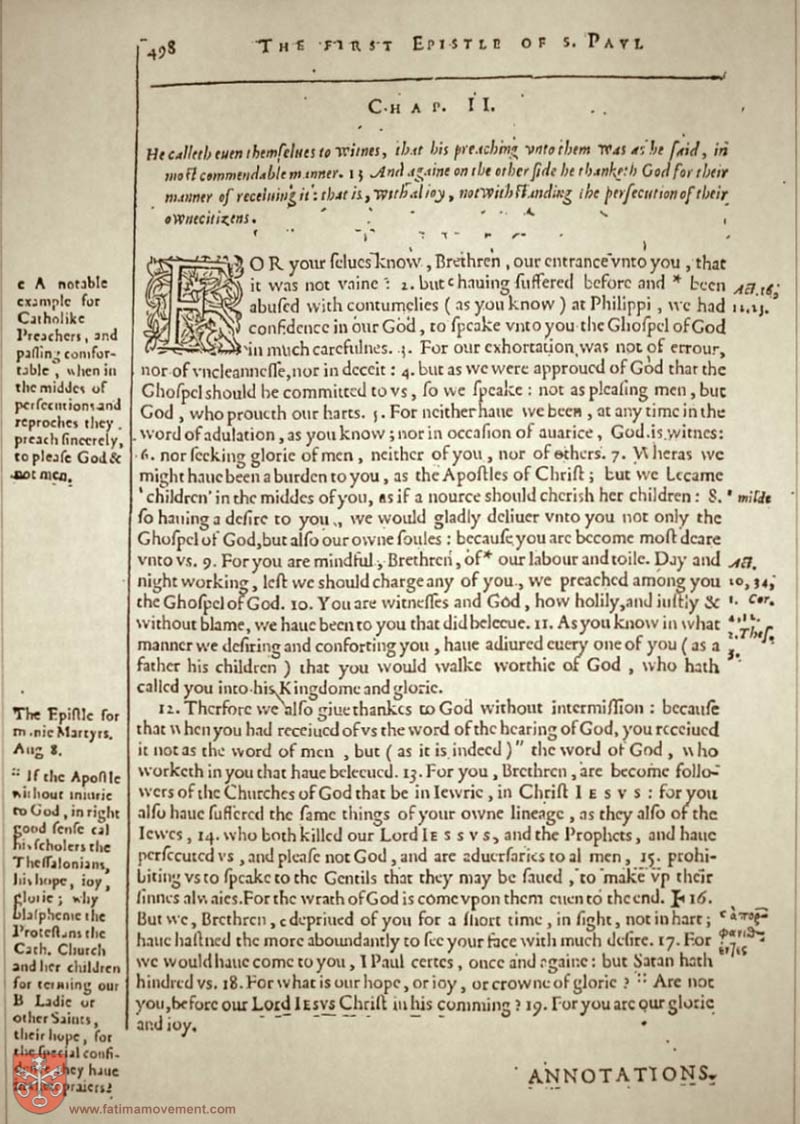 498 THE FIRST EPISTLE OF S. PAVL
CHAP. II.
He calleth euen themſelues to witnes, that his preaching vnto them was as he ſaid, in
moſt commendable manner. 13 And againe on the other ſide he thanketh God for their
manner of receiuing it: that is, with al ioy, notwithſtanding the perſecution of their
owne citizens.
FOR your ſelues know, Brethren, our entrance vnto you, that
it was not vaine: 2. but c hauing ſuffered before and * been
abuſed with contumelies (as you know) at Philippi, we had
confidence in our God, to ſpeake vnto you the Ghoſpel of God
in much carefulnes. 3. For our exhortation was not of errour,
nor of vncleanneſſe, nor in deceit: 4. but as we were approued of God that the
Ghoſpel should be committed to vs, ſo we ſpeake: not as pleaſing men, but
God, who proueth our harts. 5. For neither haue we been, at any time in the
word of adulation, as you know; nor in occaſion of auarice, God is witnes:
6. nor ſeeking glorie of men, neither of you, nor of others. 7. Wheras we
might haue been a burden to you, as the Apoſtles of Chriſt; but we became
'children' in the middes of you, as if a nource should cherish her children: 8.
ſo hauing a deſire to you, we would gladly deliuer vnto you not only the
Ghoſpel of God, but alſo our owne ſoules: becauſe you are become moſt deare
vnto vs. 9. For you are mindful, Brethren, of * our labour and toile. Day and
night working, leſt we should charge any of you, we preached among you
the Ghoſpel of God. 10. You are witneſſes and God, how holily, and iuſtly &
without blame, we haue been to you that did beleeue. 11. As you know in what
manner we deſiring and conforting you, haue adiured euery one of you (as a
father his children) that you would walke worthie of God, who hath
called you into his Kingdome and glorie.
12. Therfore we alſo giue thankes to God without intermiſſion: becauſe
that when you had receiued of vs the word of the hearing of God, you receiued
it not as the word of men, but (as it is indeed) " the word of God, who
worketh in you that haue beleeued. 13. For you, Brethren, are become follo-
wers of the Churches of God that be in Iewrie, in Chriſt IESVS: for you
alſo haue ſuffered the ſame things of your owne lineage, as they alſo of the
Iewes, 14. who both killed our Lord IESSVS, and the Prophets, and haue
perſecuted vs, and pleaſe not God, and are aduerſaries to al men, 15. prohi-
biting vs to ſpeake to the Gentils that they may be ſaued, to make vp their
ſinnes alwaies. For the wrath of God is come vpon them euen to the end. 16.
But we, Brethren, c depriued of you for a short time, in ſight, not in hart;
haue haſtned the more aboundantly to ſee your face with much deſire. 17. For
we would haue come to you, I Paul certes, once and againe: but Satan hath
hindred vs. 18. For what is our hope, or ioy, or crowne of glorie? :: Are not
you, before our Lord IESVS Chriſt in his comming? 19. For you are our glorie
and ioy.
ANNOTATIONS.
c A notable
example for
Catholike
Preachers, and
paſſing comfor-
table, when in
the middes of
perſecutions and
reproches they
preach ſincerely,
to pleaſe God &
not men.
The Epiſtle for
Martyrs.
Aug 8.
:: If the Apoſtle
without iniurie
to God, in right
good ſenſe cal
his ſcholers the
Theſſalonians,
his hope, ioy,
glorie; why
blaſpheme the
Proteſtants the
Cath. Church
and her children
for terming our
B Ladie or
other Saints,
their hope, for
the ſpecial confi-
they haue
praiers?
Act. 16,
' milde
Act.
20, 34,
1. Cor.
2. Theſ.
3.
www.fatimamovement.com